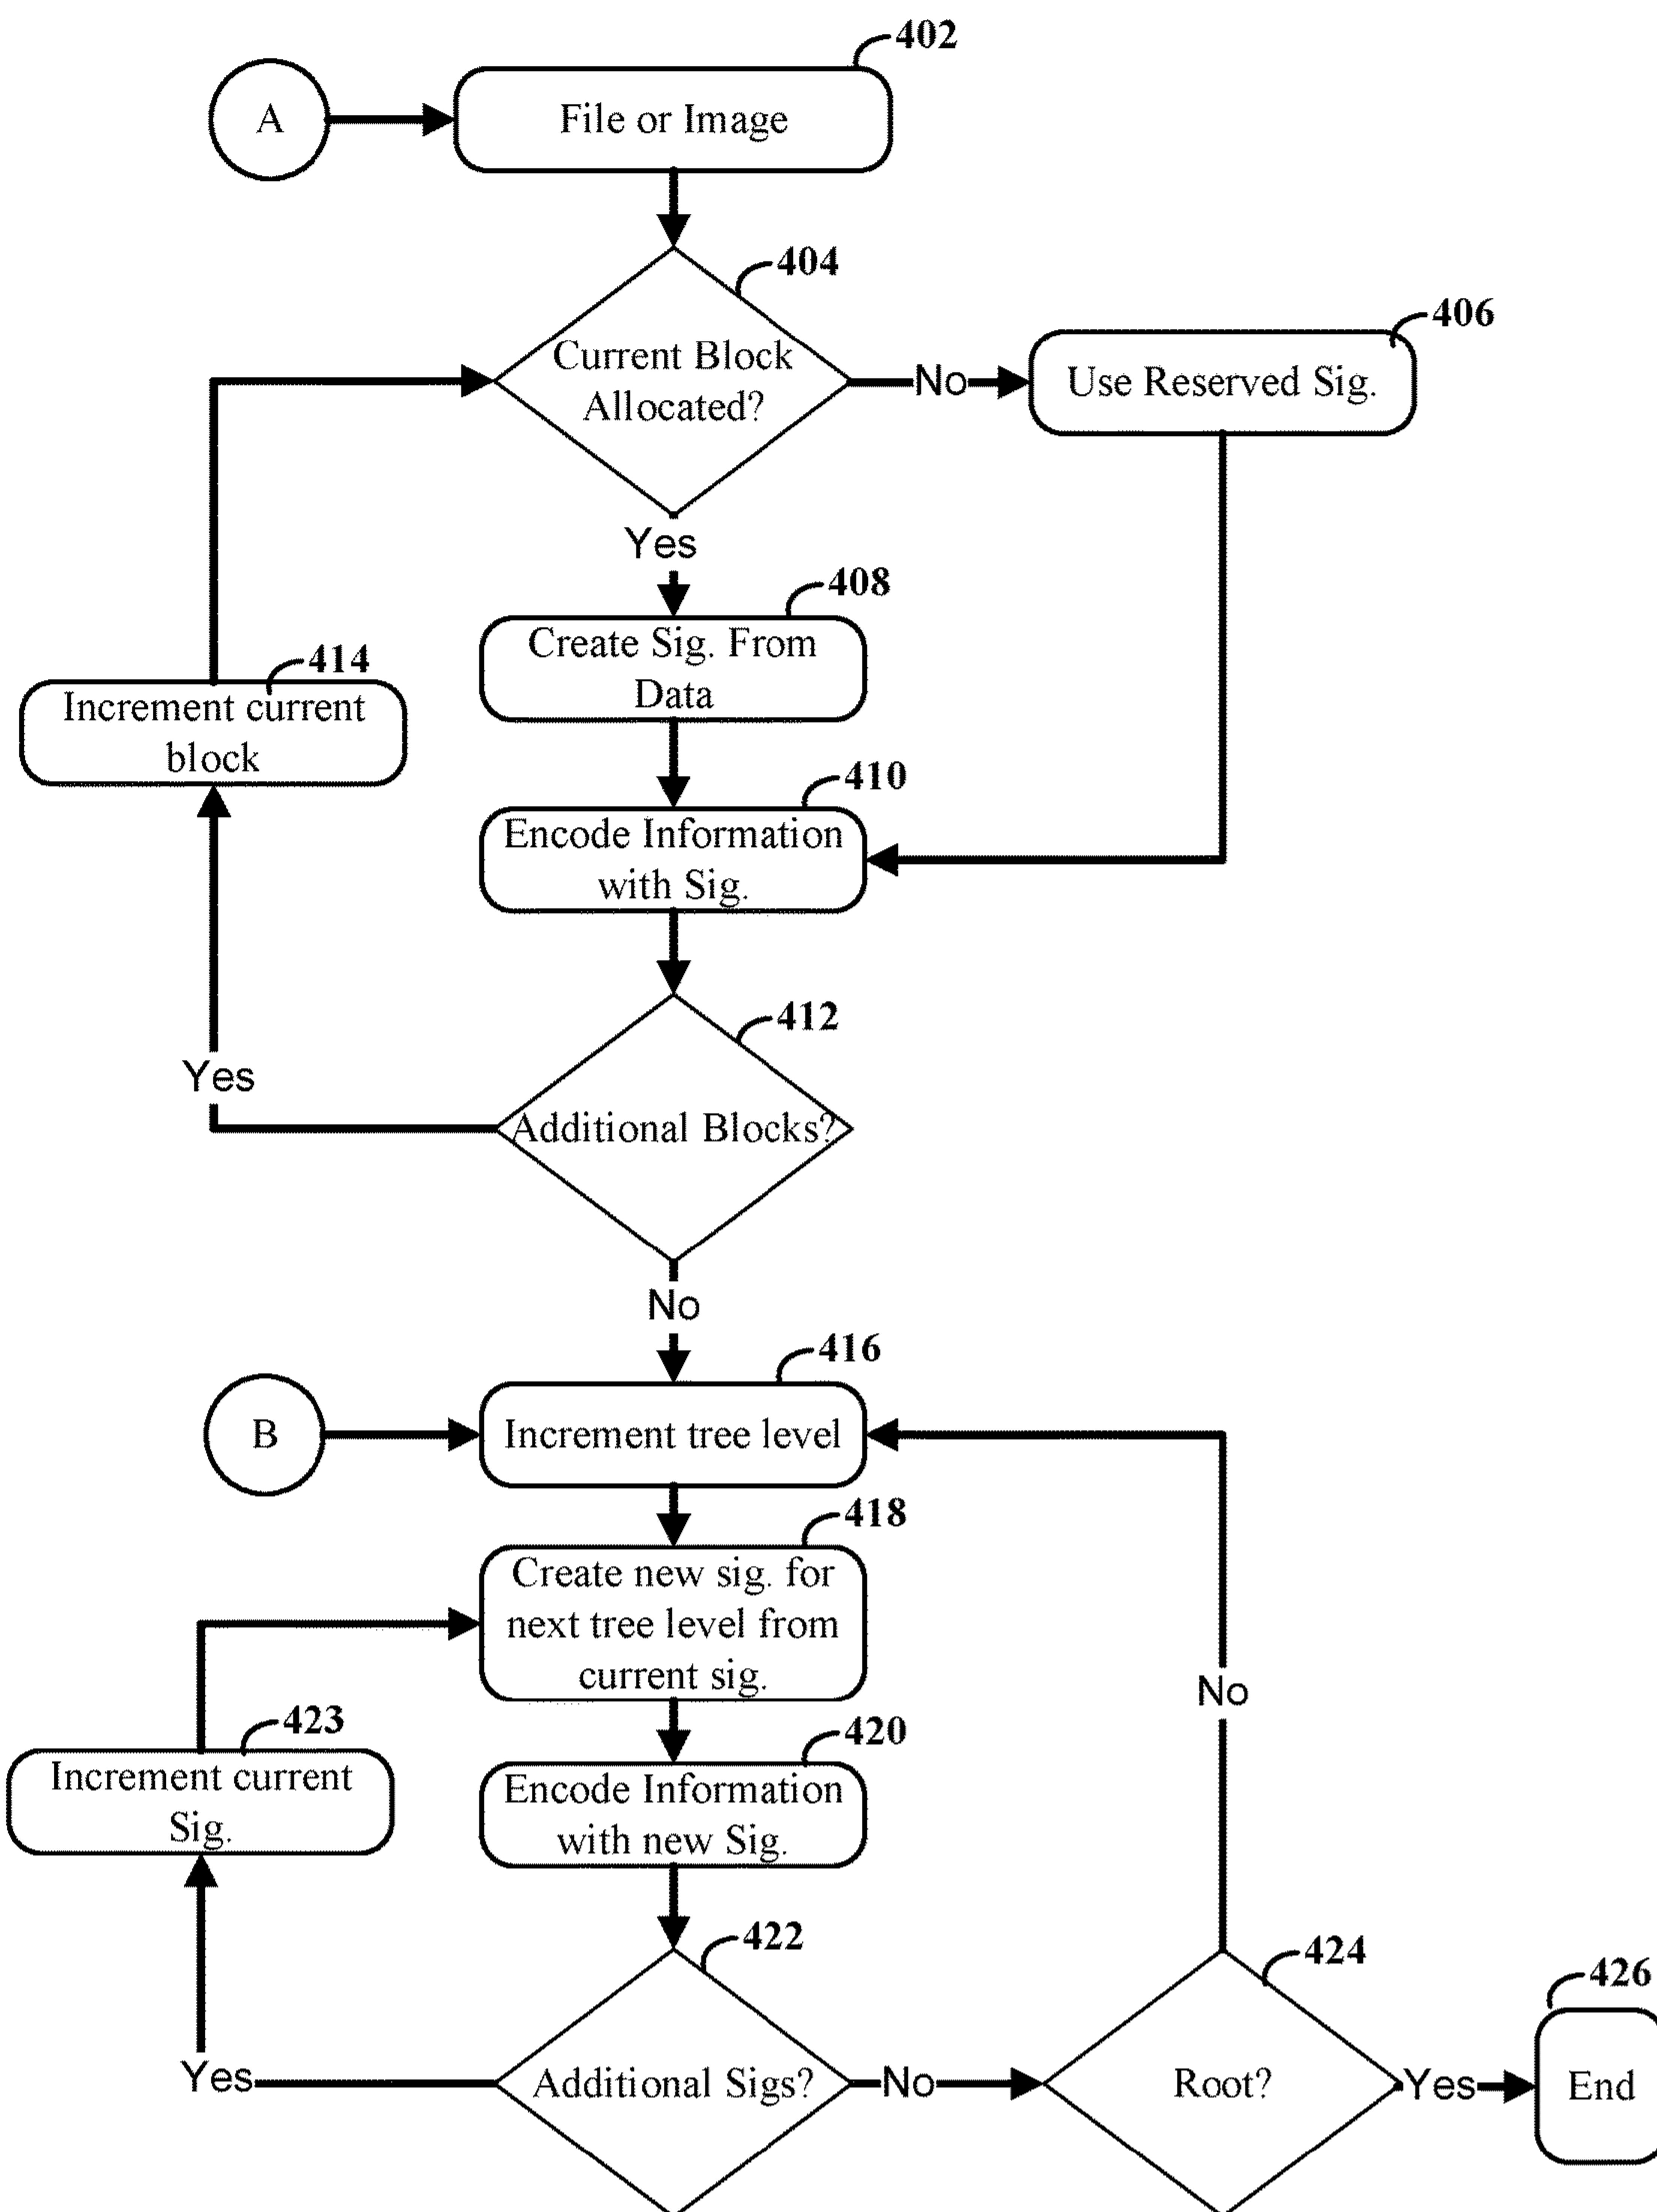 402
A
File or Image
404
Current Block
Allocated?
No
406
Use Reserved Sig.
Yes
408
Create Sig. From
Data
414
Increment current
block
410
Encode Information
with Sig.
412
Additional Blocks?
Yes
No
416
B
Increment tree level
418
Create new sig. for
next tree level from
current sig.
No
423
Increment current
Sig.
420
Encode Information
with new Sig.
422
Additional Sigs?
Yes
No
424
Root?
Yes
426
End